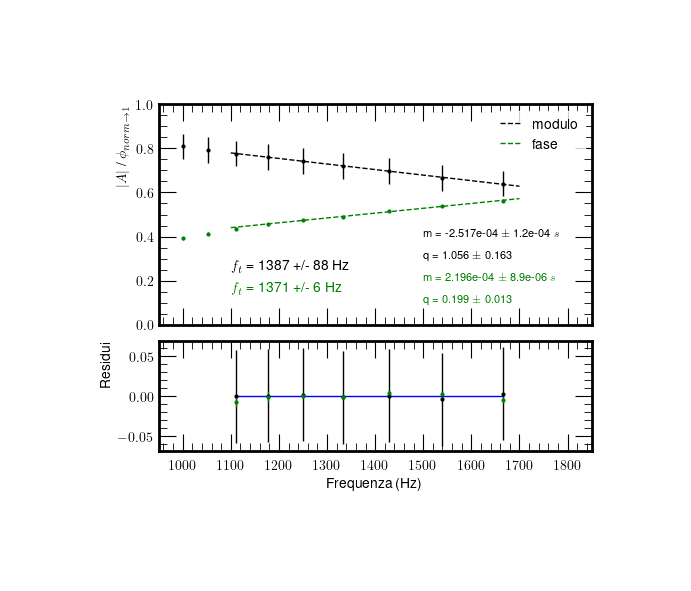 |A| / ϕnorm→1
1.0
0.8
0.6
0.4
0.2
0.0
modulo
fase
m = -2.517e-04 ± 1.2e-04 s
q = 1.056 ± 0.163
m = 2.196e-04 ± 8.9e-06 s
q = 0.199 ± 0.013
ft = 1387 +/- 88 Hz
ft = 1371 +/- 6 Hz
Residui
0.05
0.00
−0.05
1000 1100 1200 1300 1400 1500 1600 1700 1800
Frequenza (Hz)